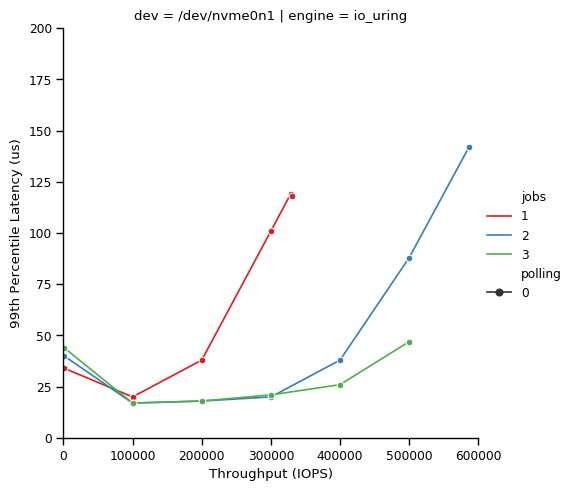 dev = /dev/nvme0n1 | engine = io_uring
200
175
150
125
100
75
50
25
0
99th Percentile Latency (us)
0 100000 200000 300000 400000 500000 600000
Throughput (IOPS)
jobs
1
2
3
polling
0